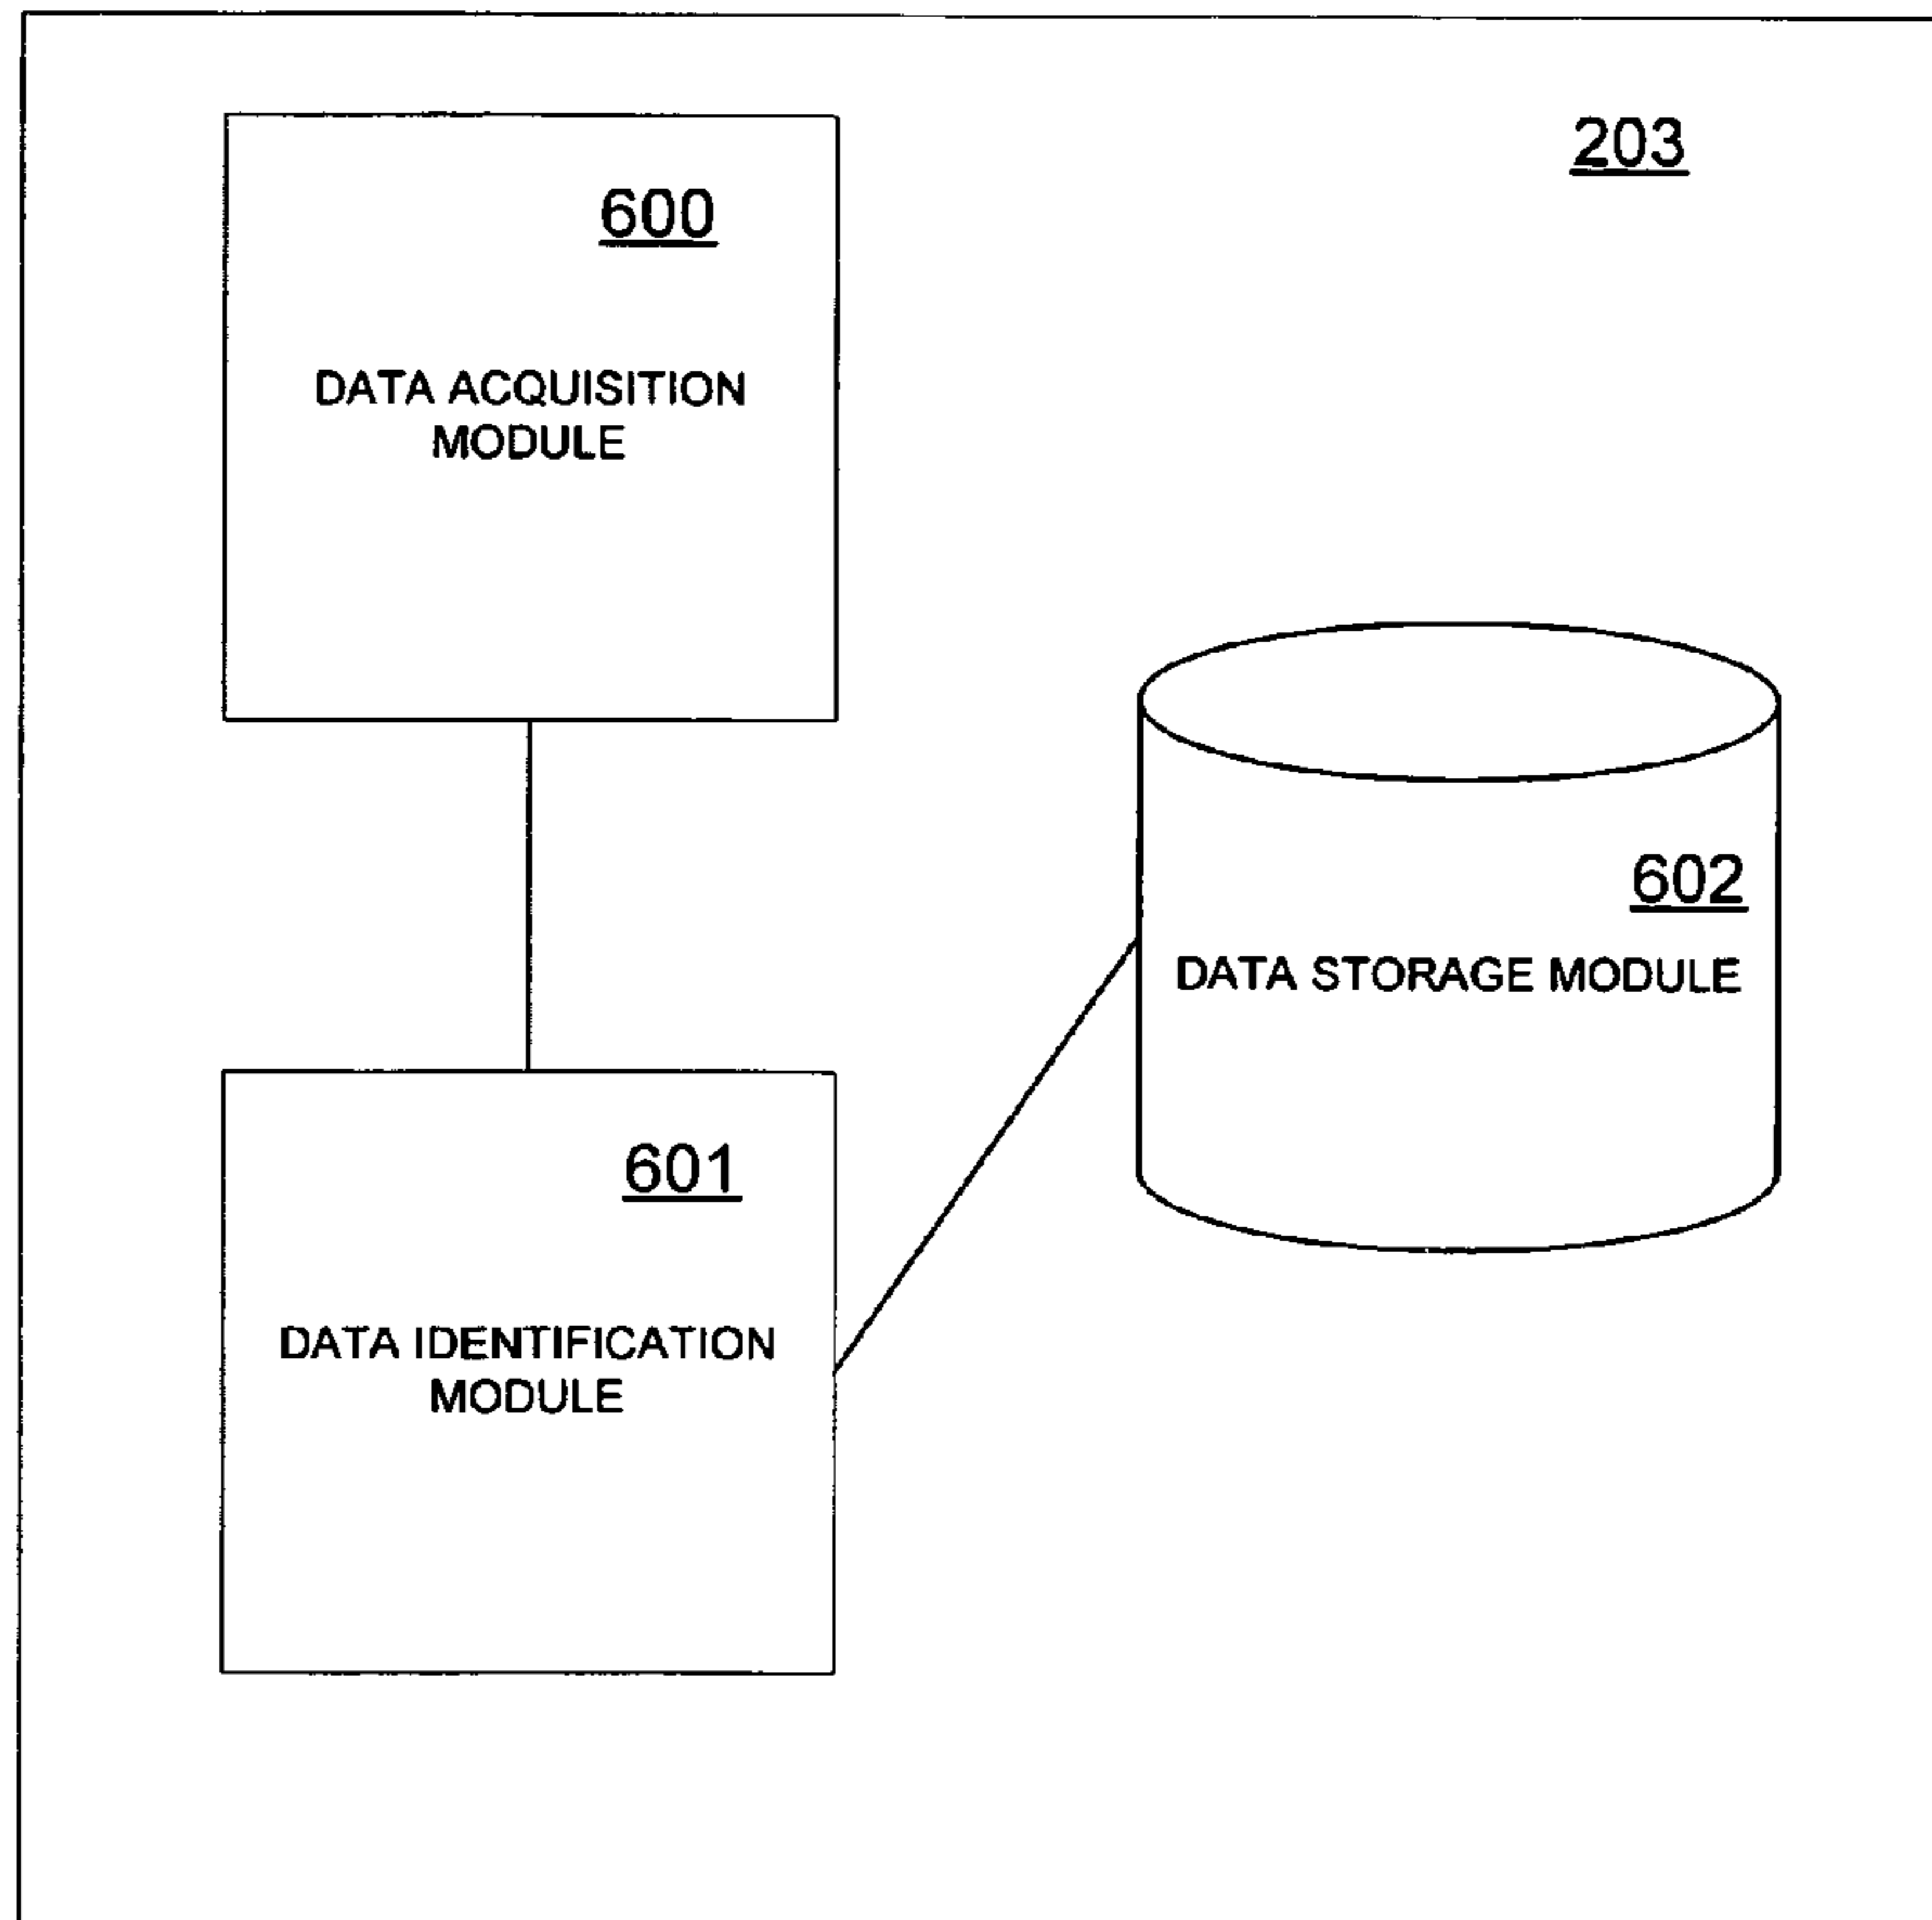 203
600
DATA ACQUISITION
MODULE
602
DATA STORAGE MODULE
601
DATA IDENTIFICATION
MODULE